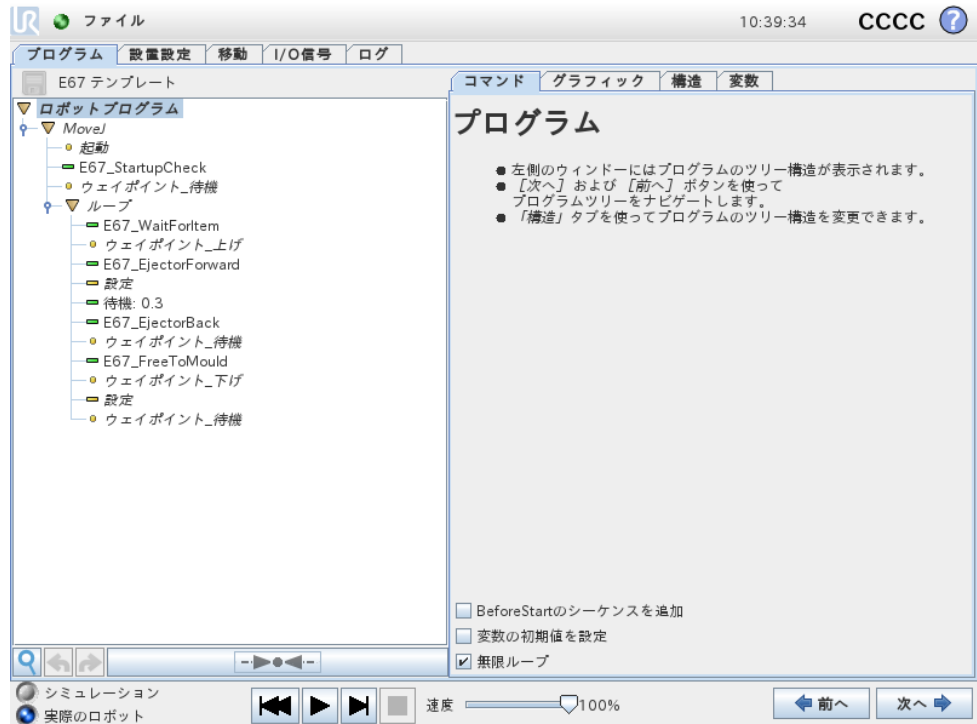 UR ファイル 10:39:34 CCCC ?
プログラム 設置設定 移動 I/O信号 ログ
E67 テンプレート
コマンド グラフィック 構造 変数
ロボットプログラム
MoveJ
起動
E67_StartupCheck
ウェイポイント_待機
ループ
E67_WaitForItem
ウェイポイント_上げ
E67_EjectorForward
設定
待機: 0.3
E67_EjectorBack
ウェイポイント_待機
E67_FreeToMould
ウェイポイント_下げ
設定
ウェイポイント_待機
プログラム
左側のウィンドーにはプログラムのツリー構造が表示されます。
［次へ］および［前へ］ボタンを使って
プログラムツリーをナビゲートします。
「構造」タブを使ってプログラムのツリー構造を変更できます。
BeforeStartのシーケンスを追加
変数の初期値を設定
無限ループ
シミュレーション
実際のロボット
速度 100%
前へ 次へ